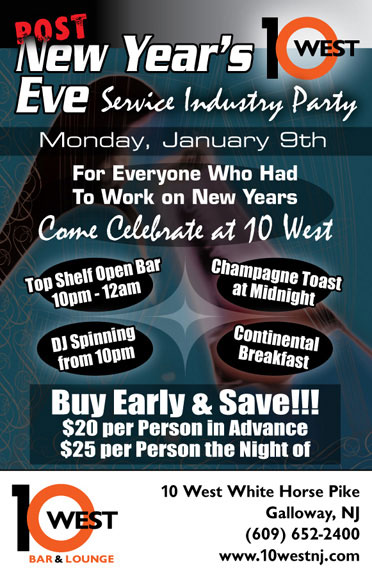 POST
New Year's
10 WEST
Eve Service Industry Party
Monday, January 9th
For Everyone Who Had
To Work on New Years
Come Celebrate at 10 West
Top Shelf Open Bar
10pm - 12am
Champagne Toast
at Midnight
DJ Spinning
from 10pm
Continental
Breakfast
Buy Early & Save!!!
$20 per Person in Advance
$25 per Person the Night of
10 WEST
BAR & LOUNGE
10 West White Horse Pike
Galloway, NJ
(609) 652-2400
www.10westnj.com